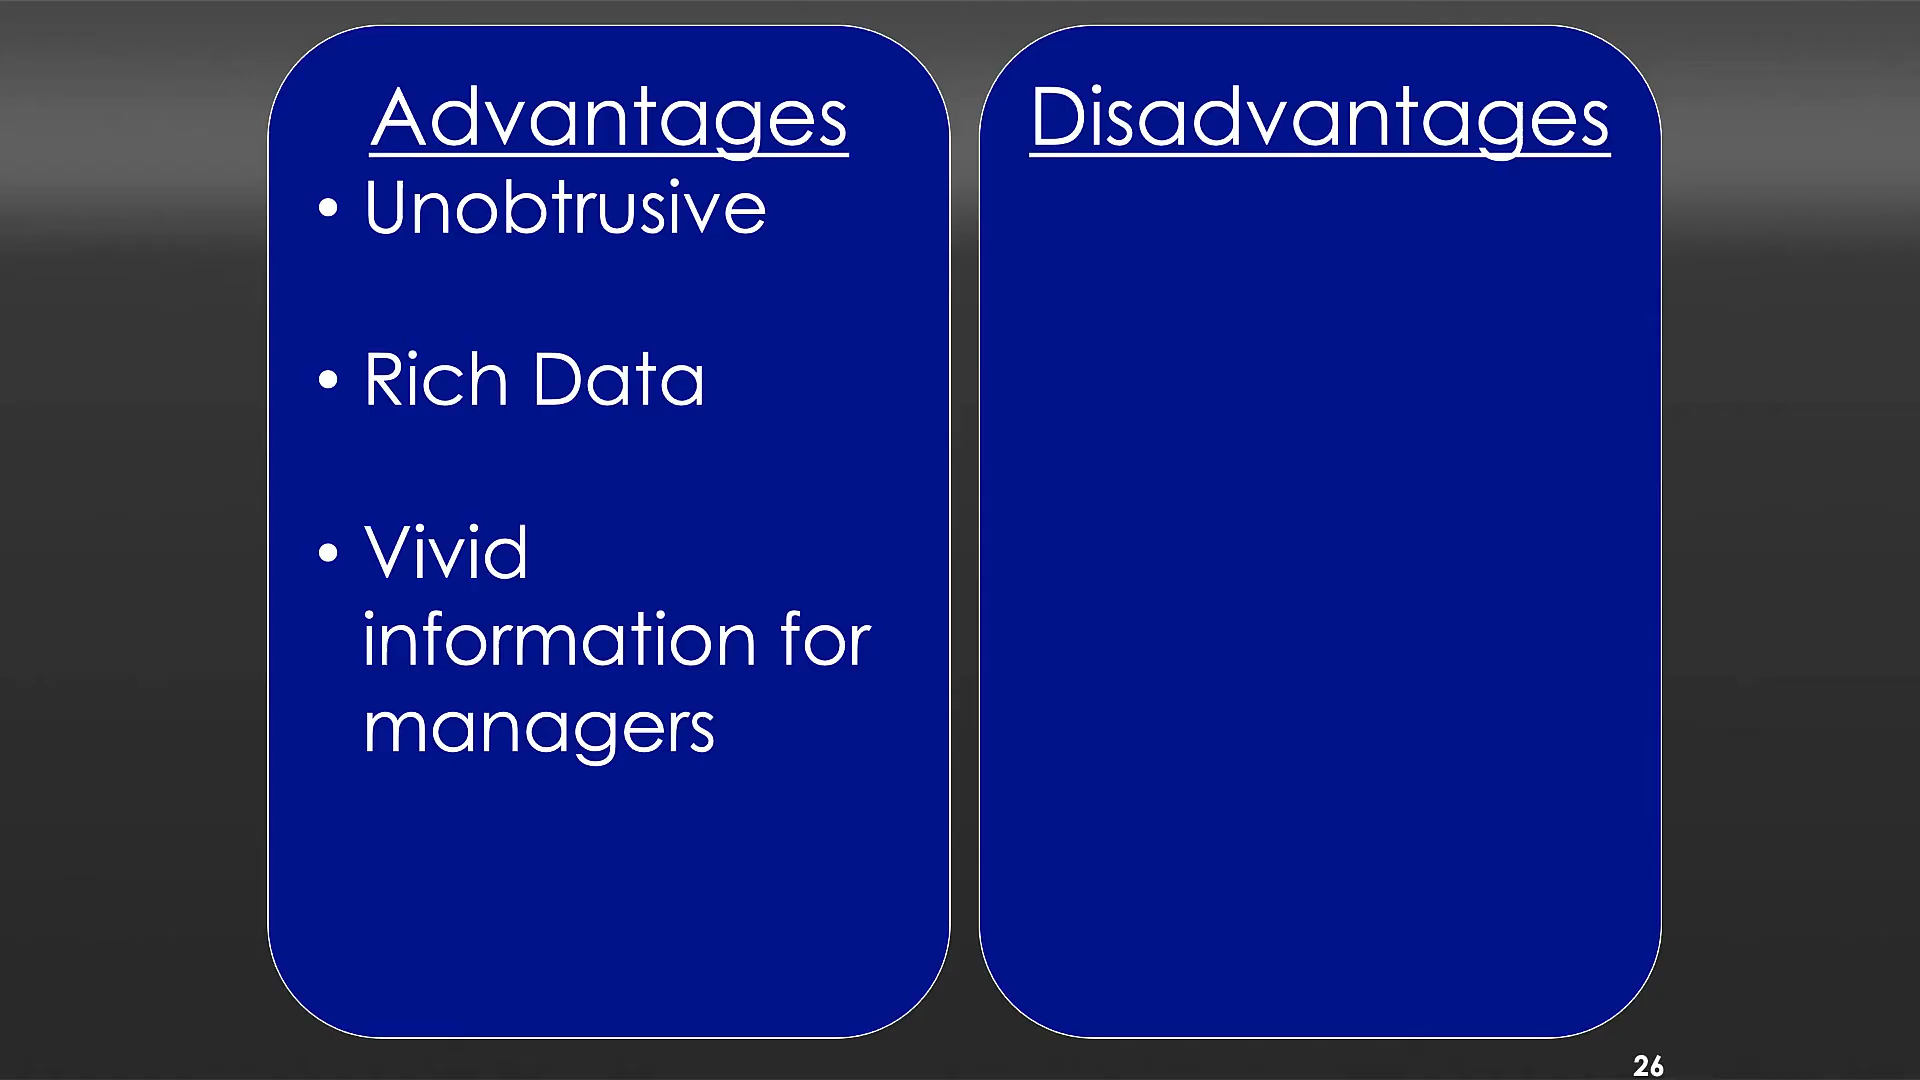 Advantages
• Unobtrusive
• Rich Data
• Vivid
information for
managers
Disadvantages
26